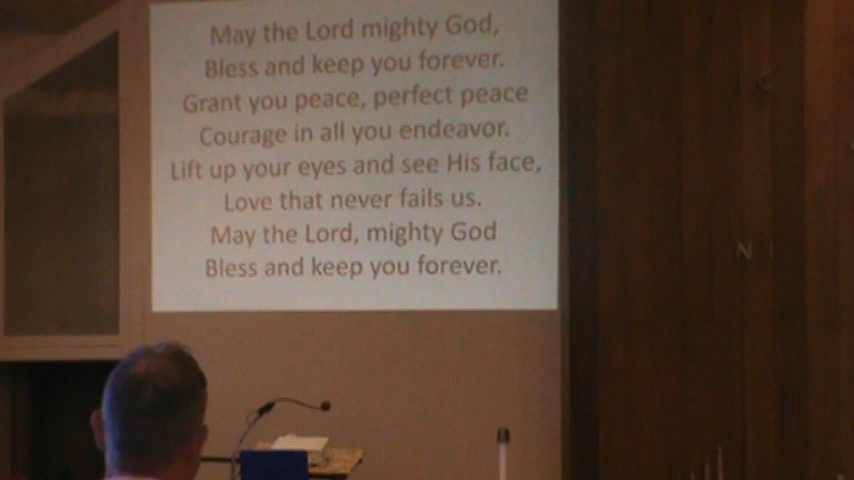 May the Lord mighty God,
Bless and keep you forever.
Grant you peace, perfect peace
Courage in all you endeavor.
Lift up your eyes and see His face,
Love that never fails us.
May the Lord, mighty God
Bless and keep you forever.
N